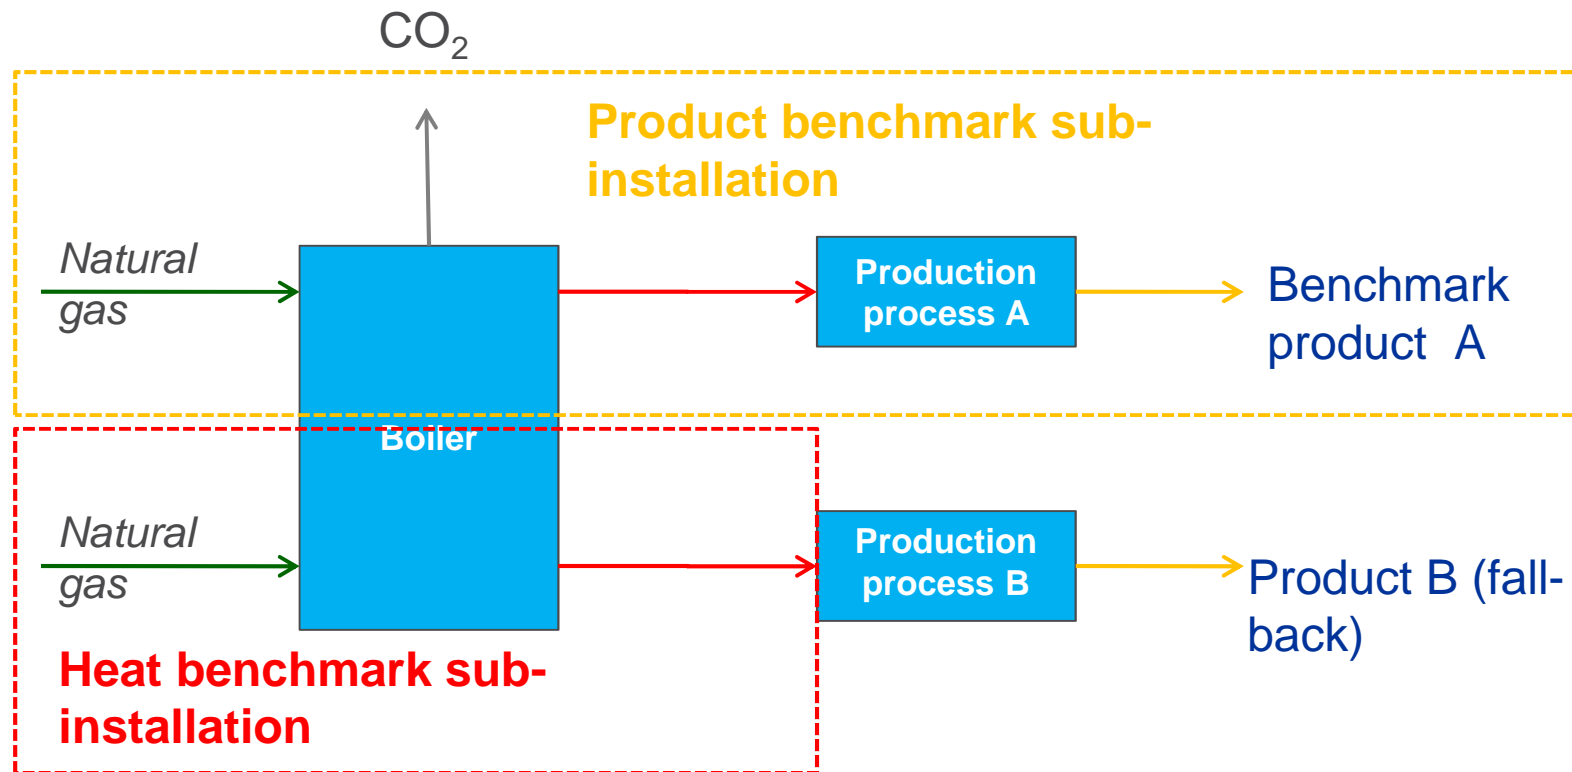 CO₂
Product benchmark sub-
installation
Natural
gas
Production
process A
Benchmark
product A
Boiler
Natural
gas
Production
process B
Product B (fall-
back)
Heat benchmark sub-
installation